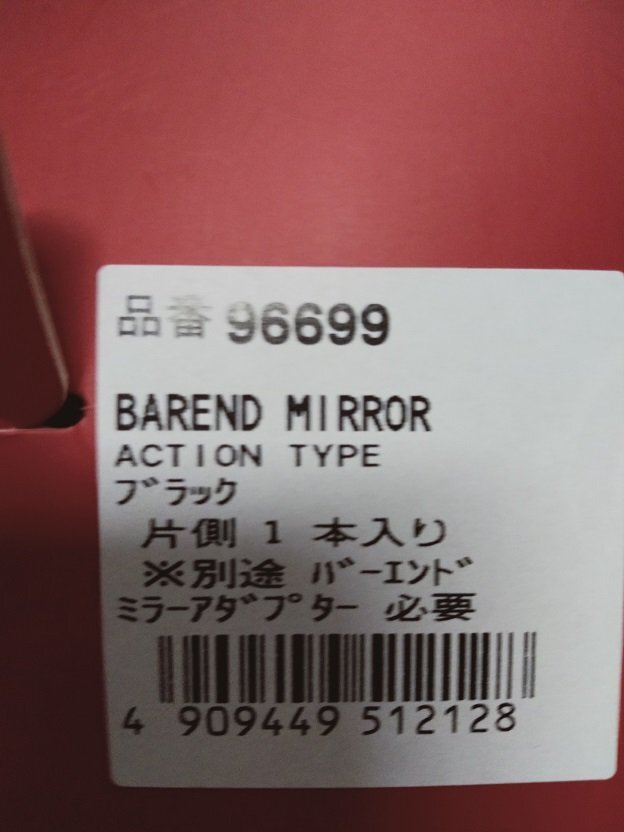 品番 96699
BAREND MIRROR
ACTION TYPE
ブラック
片側 1 本入り
※別途 バーエンド
ミラーアダプター 必要
4 909449 512128